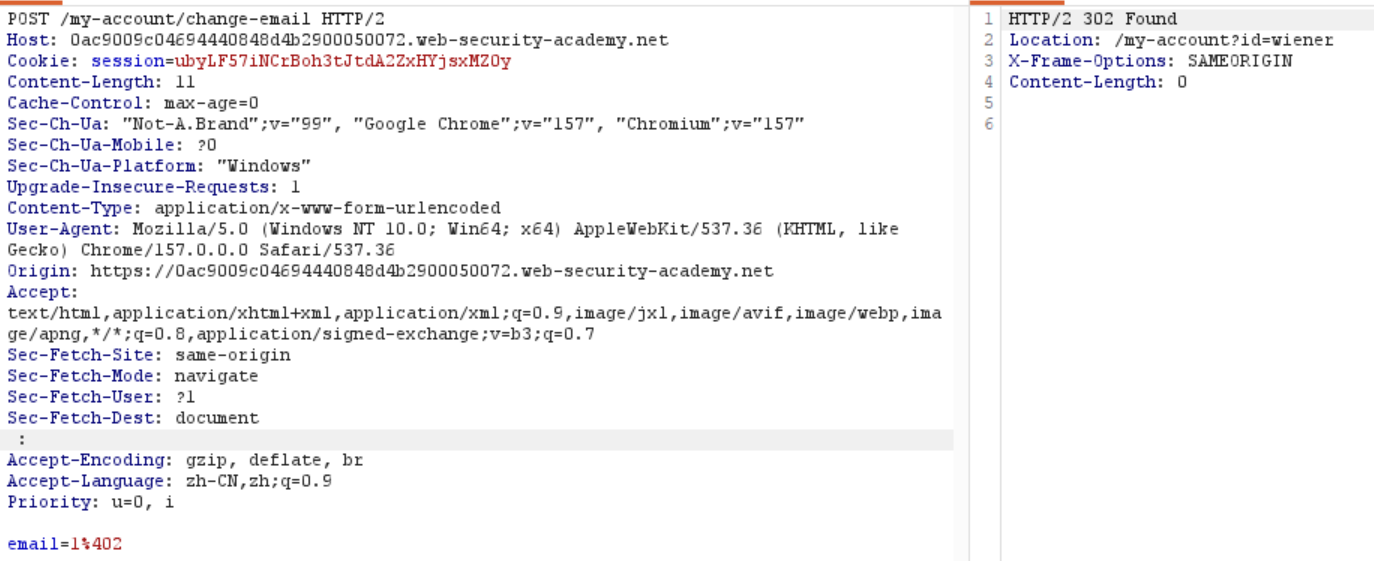 POST /my-account/change-email HTTP/2
Host: 0ac9009c04694440848d4b2900050072.web-security-academy.net
Cookie: session=ubyLF57iNCrBoh3tJtdA2ZxHYjsxMZ0y
Content-Length: 11
Cache-Control: max-age=0
Sec-Ch-Ua: "Not-A.Brand";v="99", "Google Chrome";v="157", "Chromium";v="157"
Sec-Ch-Ua-Mobile: ?0
Sec-Ch-Ua-Platform: "Windows"
Upgrade-Insecure-Requests: 1
Content-Type: application/x-www-form-urlencoded
User-Agent: Mozilla/5.0 (Windows NT 10.0; Win64; x64) AppleWebKit/537.36 (KHTML, like
Gecko) Chrome/157.0.0.0 Safari/537.36
Origin: https://0ac9009c04694440848d4b2900050072.web-security-academy.net
Accept:
text/html,application/xhtml+xml,application/xml;q=0.9,image/jxl,image/avif,image/webp,ima
ge/apng,*/*;q=0.8,application/signed-exchange;v=b3;q=0.7
Sec-Fetch-Site: same-origin
Sec-Fetch-Mode: navigate
Sec-Fetch-User: ?1
Sec-Fetch-Dest: document
:
Accept-Encoding: gzip, deflate, br
Accept-Language: zh-CN,zh;q=0.9
Priority: u=0, i
email=1%402
1 HTTP/2 302 Found
2 Location: /my-account?id=wiener
3 X-Frame-Options: SAMEORIGIN
4 Content-Length: 0
5
6